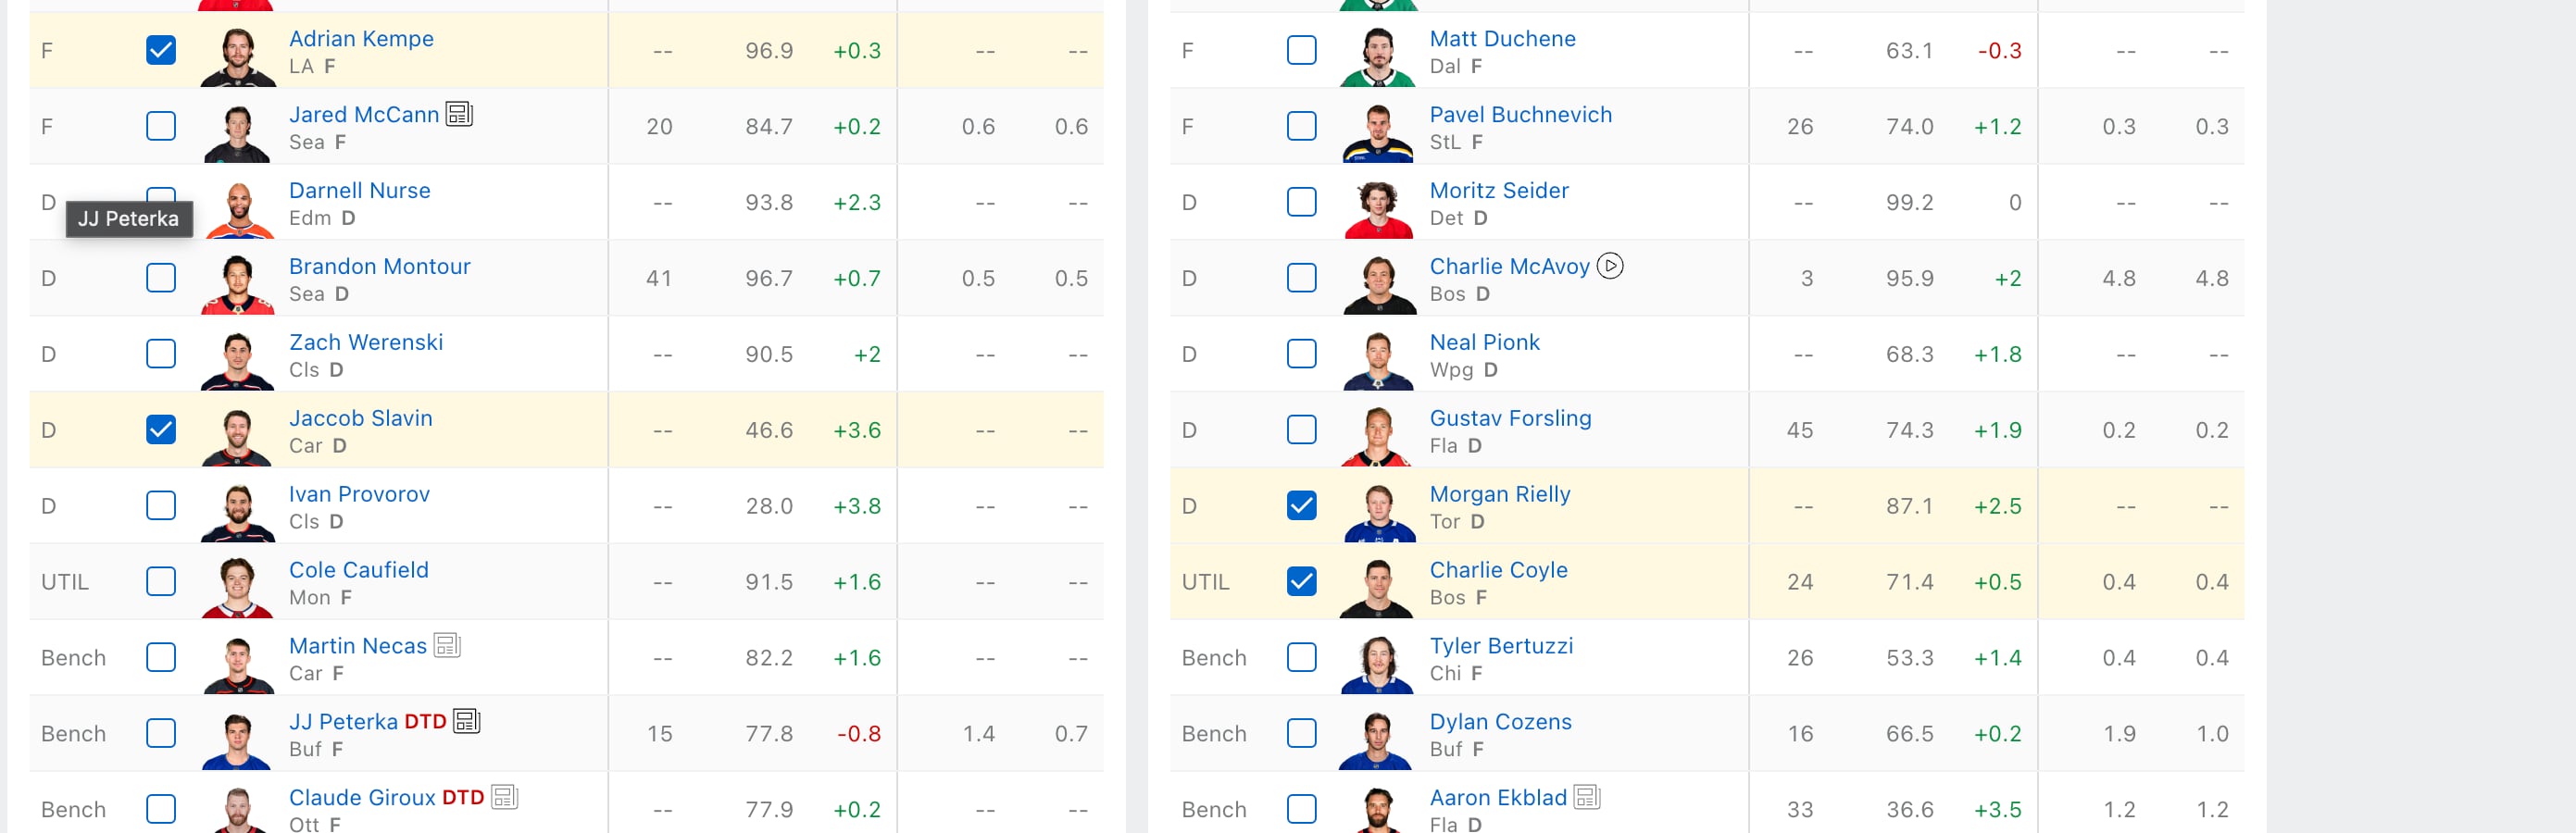 F Adrian Kempe -- 96.9 +0.3 -- --
LA F
F Jared McCann 20 84.7 +0.2 0.6 0.6
Sea F
D Darnell Nurse -- 93.8 +2.3 -- --
JJ Peterka
Edm D
D Brandon Montour 41 96.7 +0.7 0.5 0.5
Sea D
D Zach Werenski -- 90.5 +2 -- --
Cls D
D Jaccob Slavin -- 46.6 +3.6 -- --
Car D
D Ivan Provorov -- 28.0 +3.8 -- --
Cls D
UTIL Cole Caufield -- 91.5 +1.6 -- --
Mon F
Bench Martin Necas -- 82.2 +1.6 -- --
Car F
Bench JJ Peterka DTD 15 77.8 -0.8 1.4 0.7
Buf F
Bench Claude Giroux DTD -- 77.9 +0.2 -- --
Ott F
F Matt Duchene -- 63.1 -0.3 -- --
Dal F
F Pavel Buchnevich 26 74.0 +1.2 0.3 0.3
StL F
D Moritz Seider -- 99.2 0 -- --
Det D
D Charlie McAvoy 3 95.9 +2 4.8 4.8
Bos D
D Neal Pionk -- 68.3 +1.8 -- --
Wpg D
D Gustav Forsling 45 74.3 +1.9 0.2 0.2
Fla D
D Morgan Rielly -- 87.1 +2.5 -- --
Tor D
UTIL Charlie Coyle 24 71.4 +0.5 0.4 0.4
Bos F
Bench Tyler Bertuzzi 26 53.3 +1.4 0.4 0.4
Chi F
Bench Dylan Cozens 16 66.5 +0.2 1.9 1.0
Buf F
Bench Aaron Ekblad 33 36.6 +3.5 1.2 1.2
Fla D